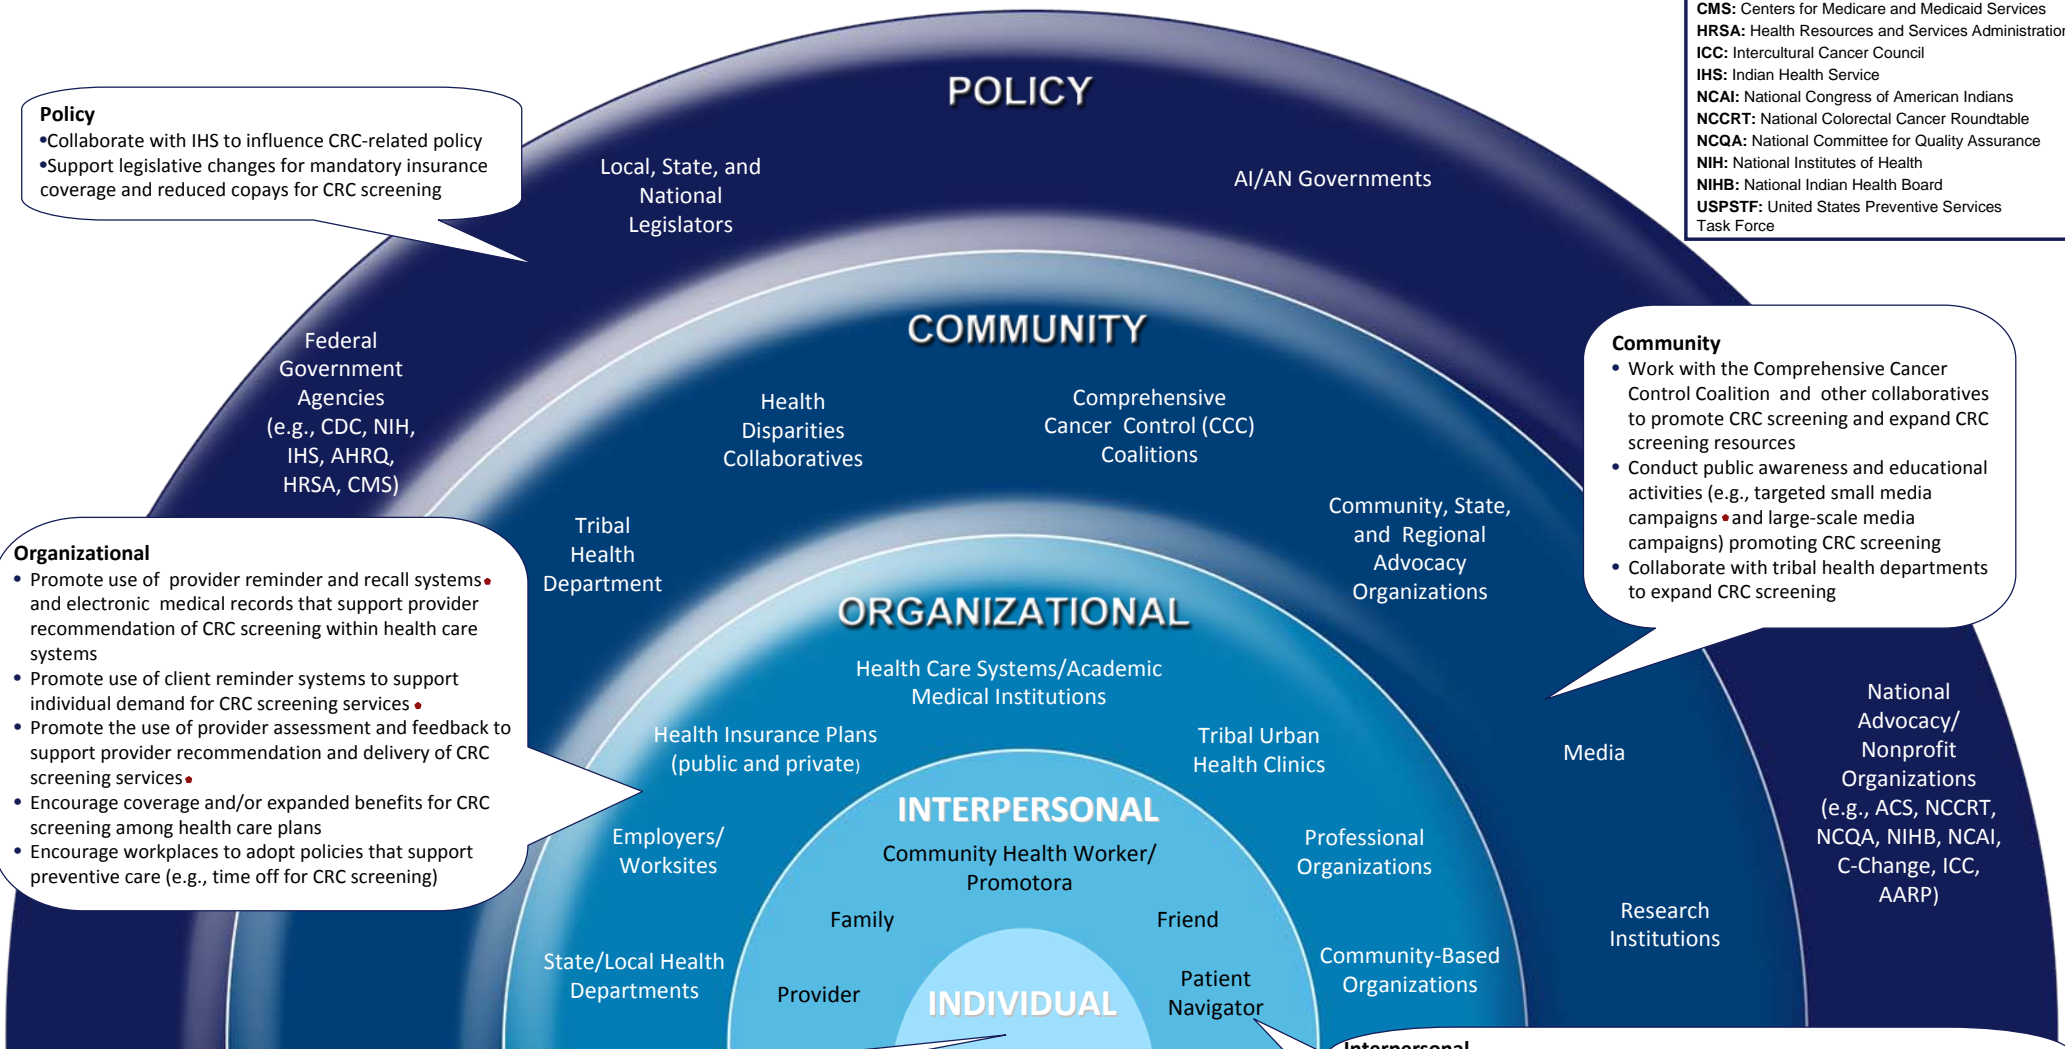 CMS: Centers for Medicare and Medicaid Services
HRSA: Health Resources and Services Administration
ICC: Intercultural Cancer Council
IHS: Indian Health Service
NCAI: National Congress of American Indians
NCCRT: National Colorectal Cancer Roundtable
NCQA: National Committee for Quality Assurance
NIH: National Institutes of Health
NIHB: National Indian Health Board
USPSTF: United States Preventive Services
Task Force
POLICY
Policy
•Collaborate with IHS to influence CRC-related policy
•Support legislative changes for mandatory insurance
coverage and reduced copays for CRC screening
Local, State, and
National
Legislators
AI/AN Governments
Federal
Government
Agencies
(e.g., CDC, NIH,
IHS, AHRQ,
HRSA, CMS)
National
Advocacy/
Nonprofit
Organizations
(e.g., ACS, NCCRT,
NCQA, NIHB, NCAI,
C-Change, ICC,
AARP)
COMMUNITY
Community
• Work with the Comprehensive Cancer
Control Coalition and other collaboratives
to promote CRC screening and expand CRC
screening resources
• Conduct public awareness and educational
activities (e.g., targeted small media
campaigns • and large-scale media
campaigns) promoting CRC screening
• Collaborate with tribal health departments
to expand CRC screening
Health
Disparities
Collaboratives
Comprehensive
Cancer Control (CCC)
Coalitions
Tribal
Health
Department
Community, State,
and Regional
Advocacy
Organizations
Media
Research
Institutions
ORGANIZATIONAL
Organizational
• Promote use of provider reminder and recall systems •
and electronic medical records that support provider
recommendation of CRC screening within health care
systems
• Promote use of client reminder systems to support
individual demand for CRC screening services •
• Promote the use of provider assessment and feedback to
support provider recommendation and delivery of CRC
screening services •
• Encourage coverage and/or expanded benefits for CRC
screening among health care plans
• Encourage workplaces to adopt policies that support
preventive care (e.g., time off for CRC screening)
Health Care Systems/Academic
Medical Institutions
Health Insurance Plans
(public and private)
Tribal Urban
Health Clinics
Employers/
Worksites
Professional
Organizations
State/Local Health
Departments
Community-Based
Organizations
INTERPERSONAL
Community Health Worker/
Promotora
Family
Friend
Provider
Patient
Navigator
INDIVIDUAL
Interpersonal